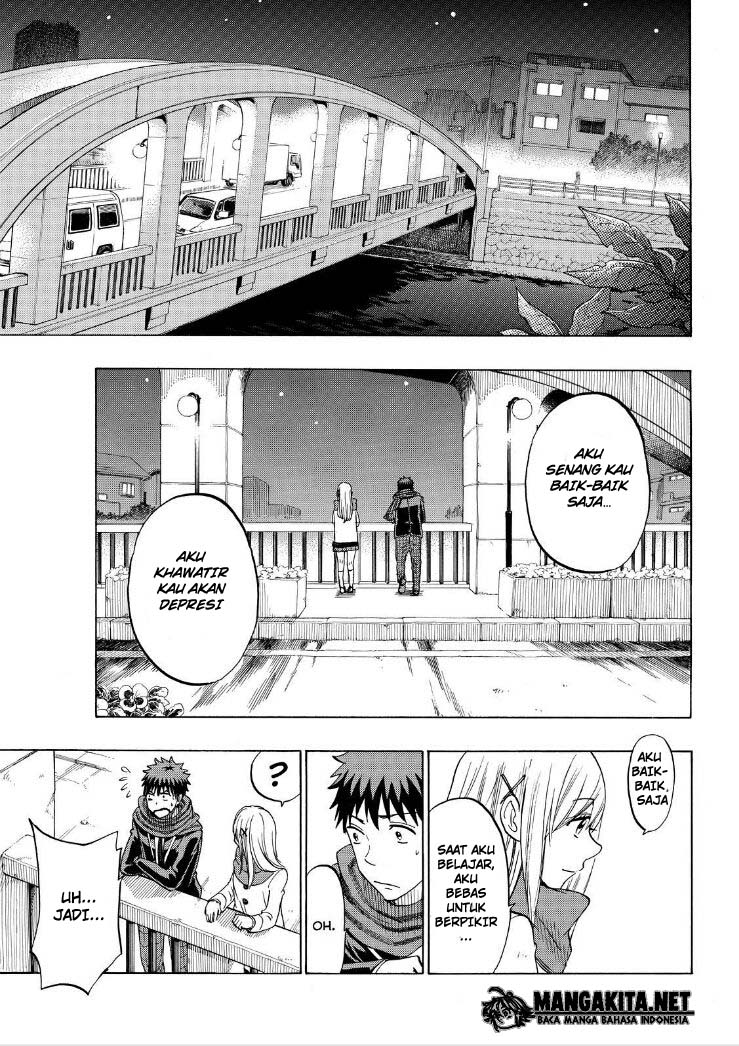 AKU
SENANG KAU
BAIK-BAIK
SAJA...
AKU
KHAWATIR
KAU AKAN
DEPRESI
AKU
BAIK-
BAIK,
SAJA
SAAT AKU
BELAJAR,
AKU
BEBAS
UNTUK
BERPIKIR
...
OH.
?
UH...
JADI...
MANGAKITA.NET
BACA MANGA BAHASA INDONESIA